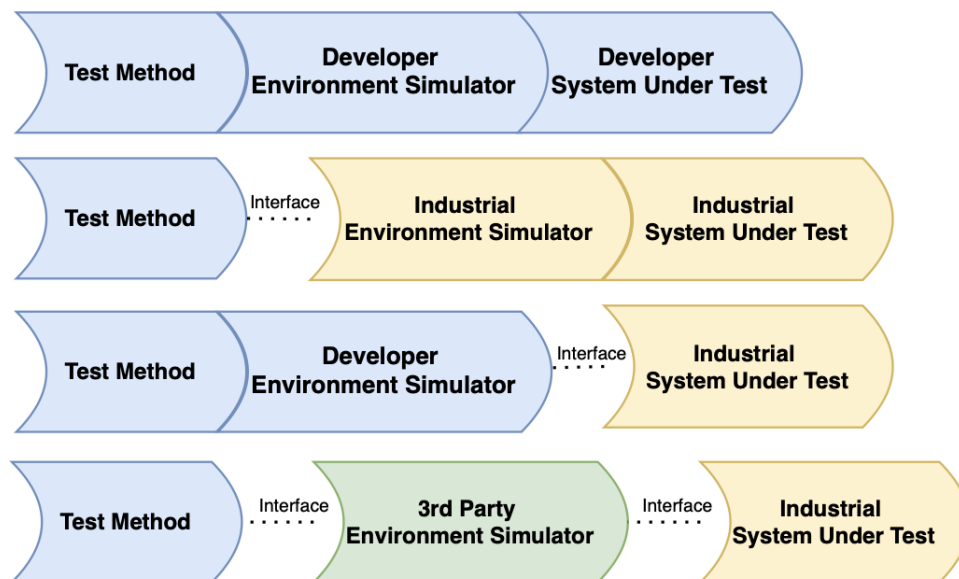 Test Method
Developer
Environment Simulator
Developer
System Under Test
Test Method
Interface
Industrial
Environment Simulator
Industrial
System Under Test
Test Method
Developer
Environment Simulator
Interface
Industrial
System Under Test
Test Method
Interface
3rd Party
Environment Simulator
Interface
Industrial
System Under Test